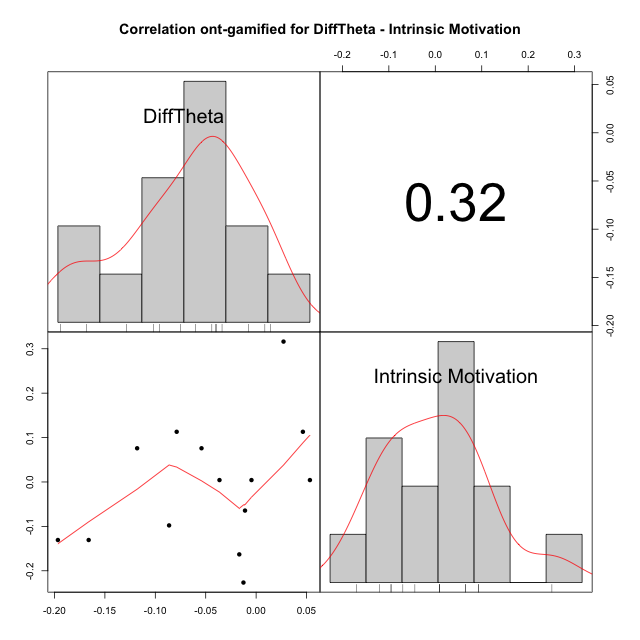 Correlation ont-gamified for DiffTheta - Intrinsic Motivation
-0.2 -0.1 0.0 0.1 0.2 0.3
DiffTheta
0.32
0.05
0.00
-0.05
-0.10
-0.15
-0.20
0.3
0.2
0.1
0.0
-0.1
-0.2
Intrinsic Motivation
-0.20 -0.15 -0.10 -0.05 0.00 0.05